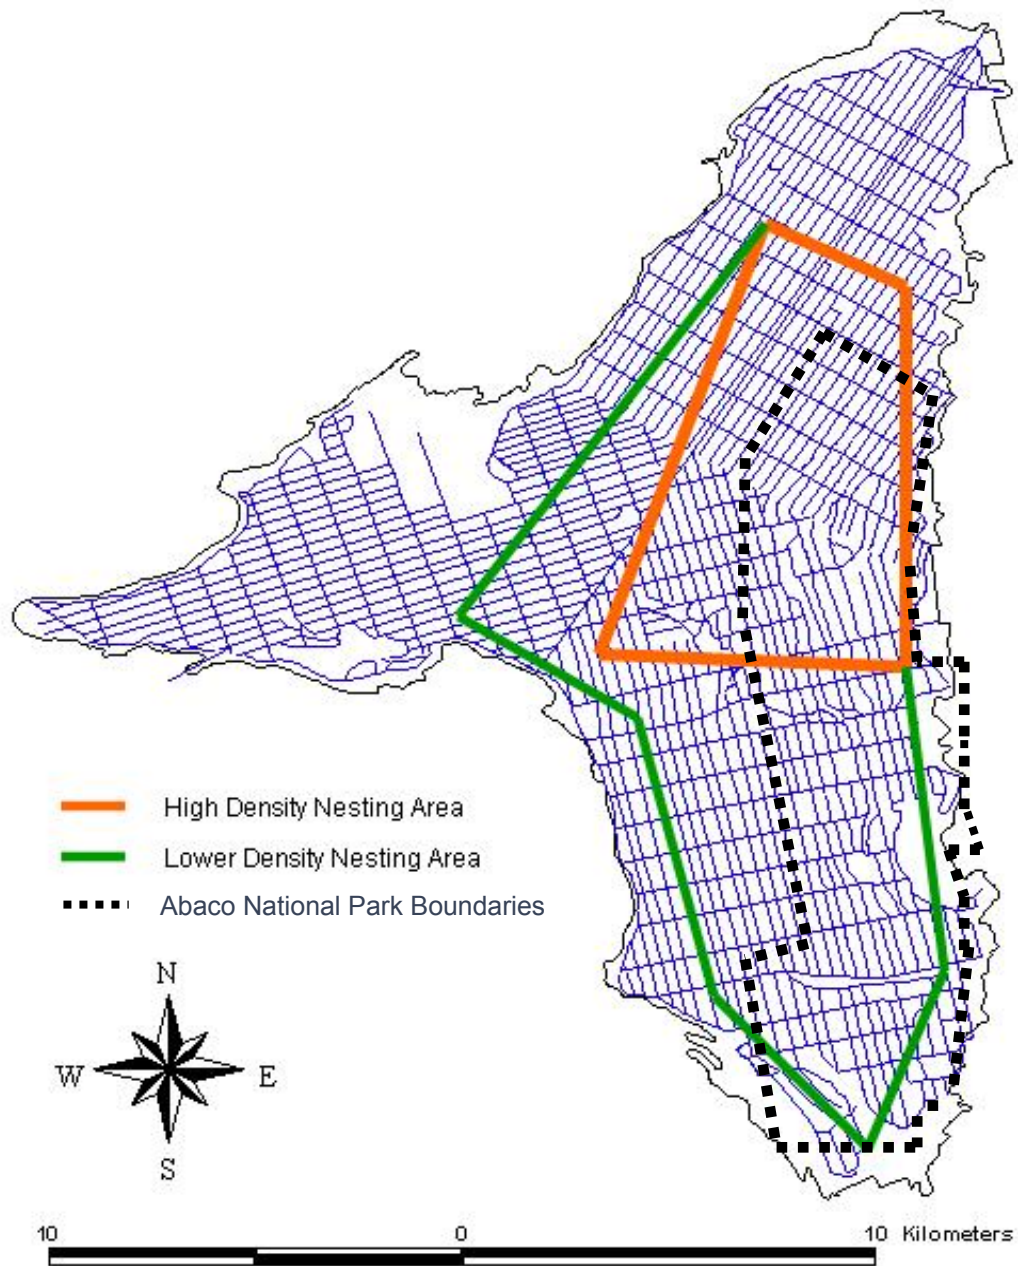 High Density Nesting Area
Lower Density Nesting Area
Abaco National Park Boundaries
N
W E
S
10 0 10 Kilometers